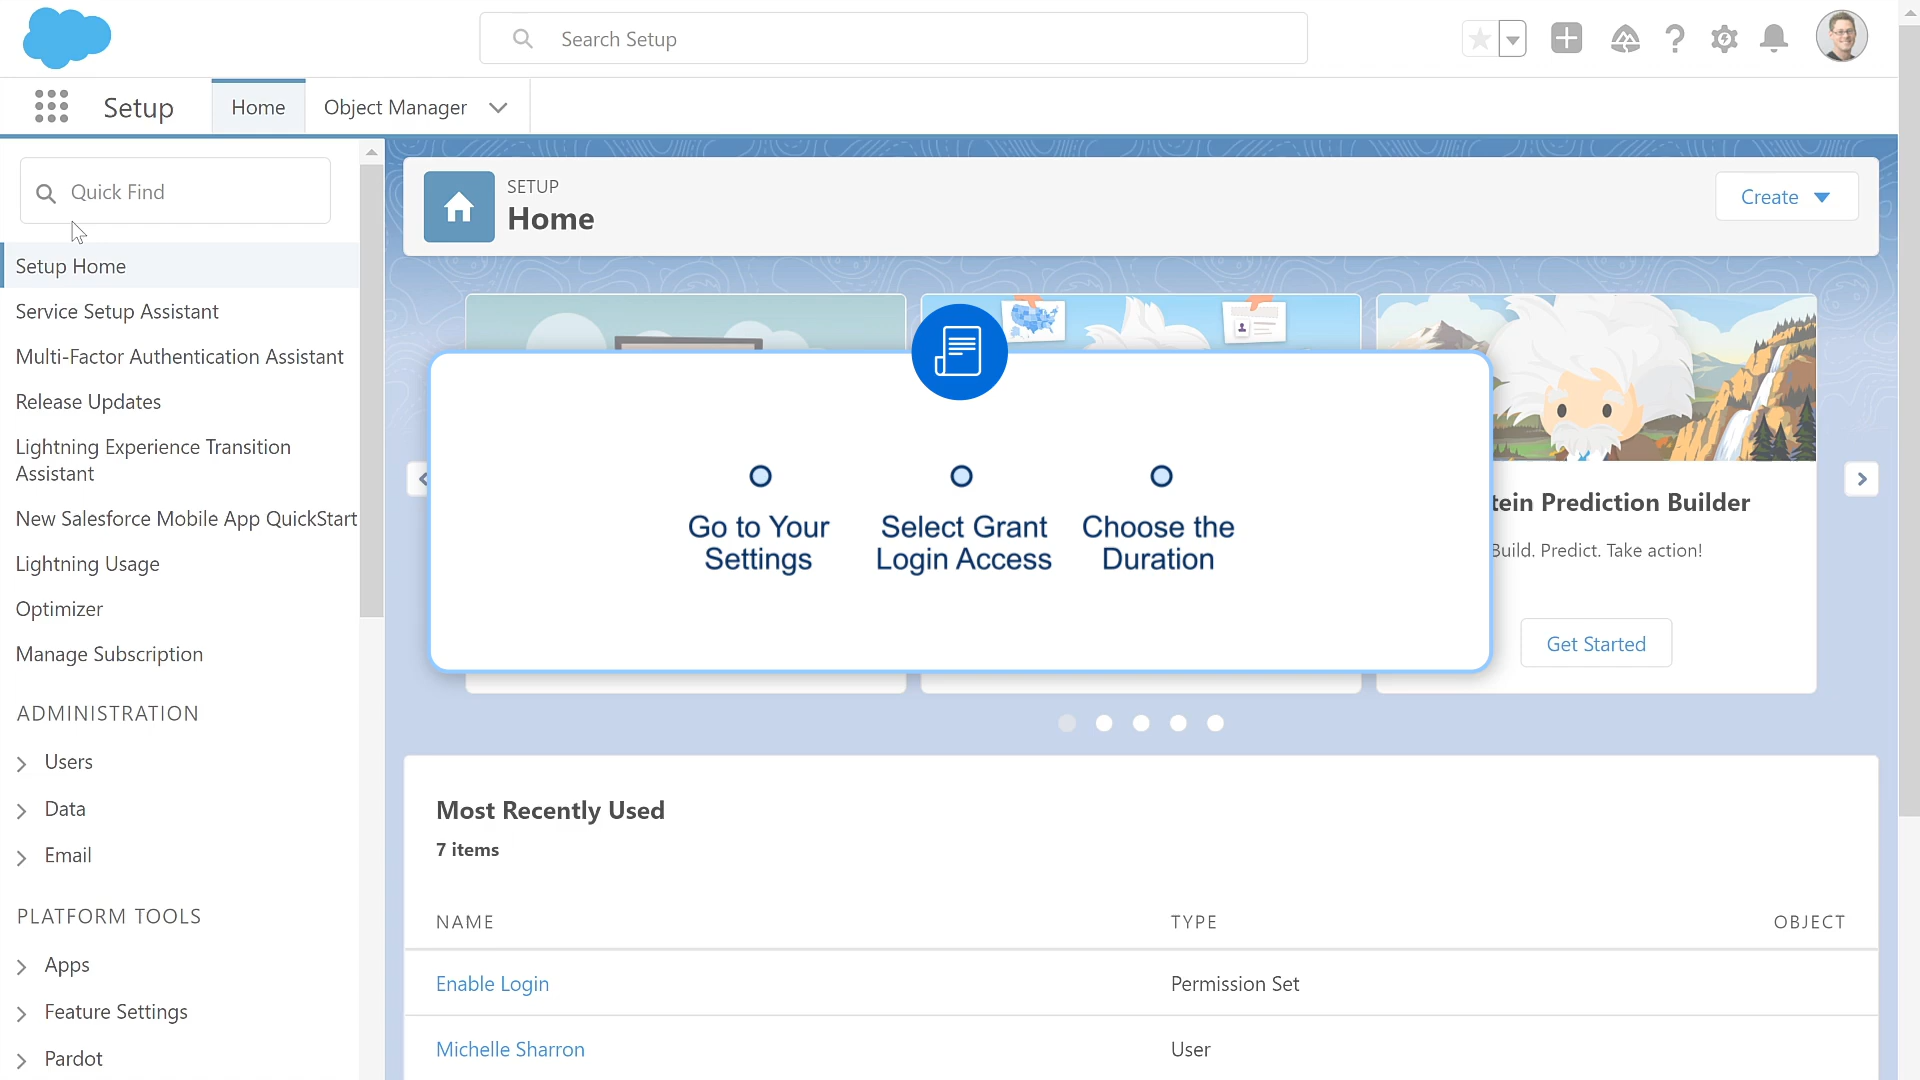 Search Setup
Setup
Home
Object Manager
Quick Find
Setup Home
Service Setup Assistant
Multi-Factor Authentication Assistant
Release Updates
Lightning Experience Transition
Assistant
New Salesforce Mobile App QuickStart
Lightning Usage
Optimizer
Manage Subscription
ADMINISTRATION
Users
Data
Email
PLATFORM TOOLS
Apps
Feature Settings
Pardot
SETUP
Home
Create
Go to Your
Settings
Select Grant
Login Access
Choose the
Duration
tein Prediction Builder
Build. Predict. Take action!
Get Started
Most Recently Used
7 items
NAME TYPE OBJECT
Enable Login Permission Set
Michelle Sharron User